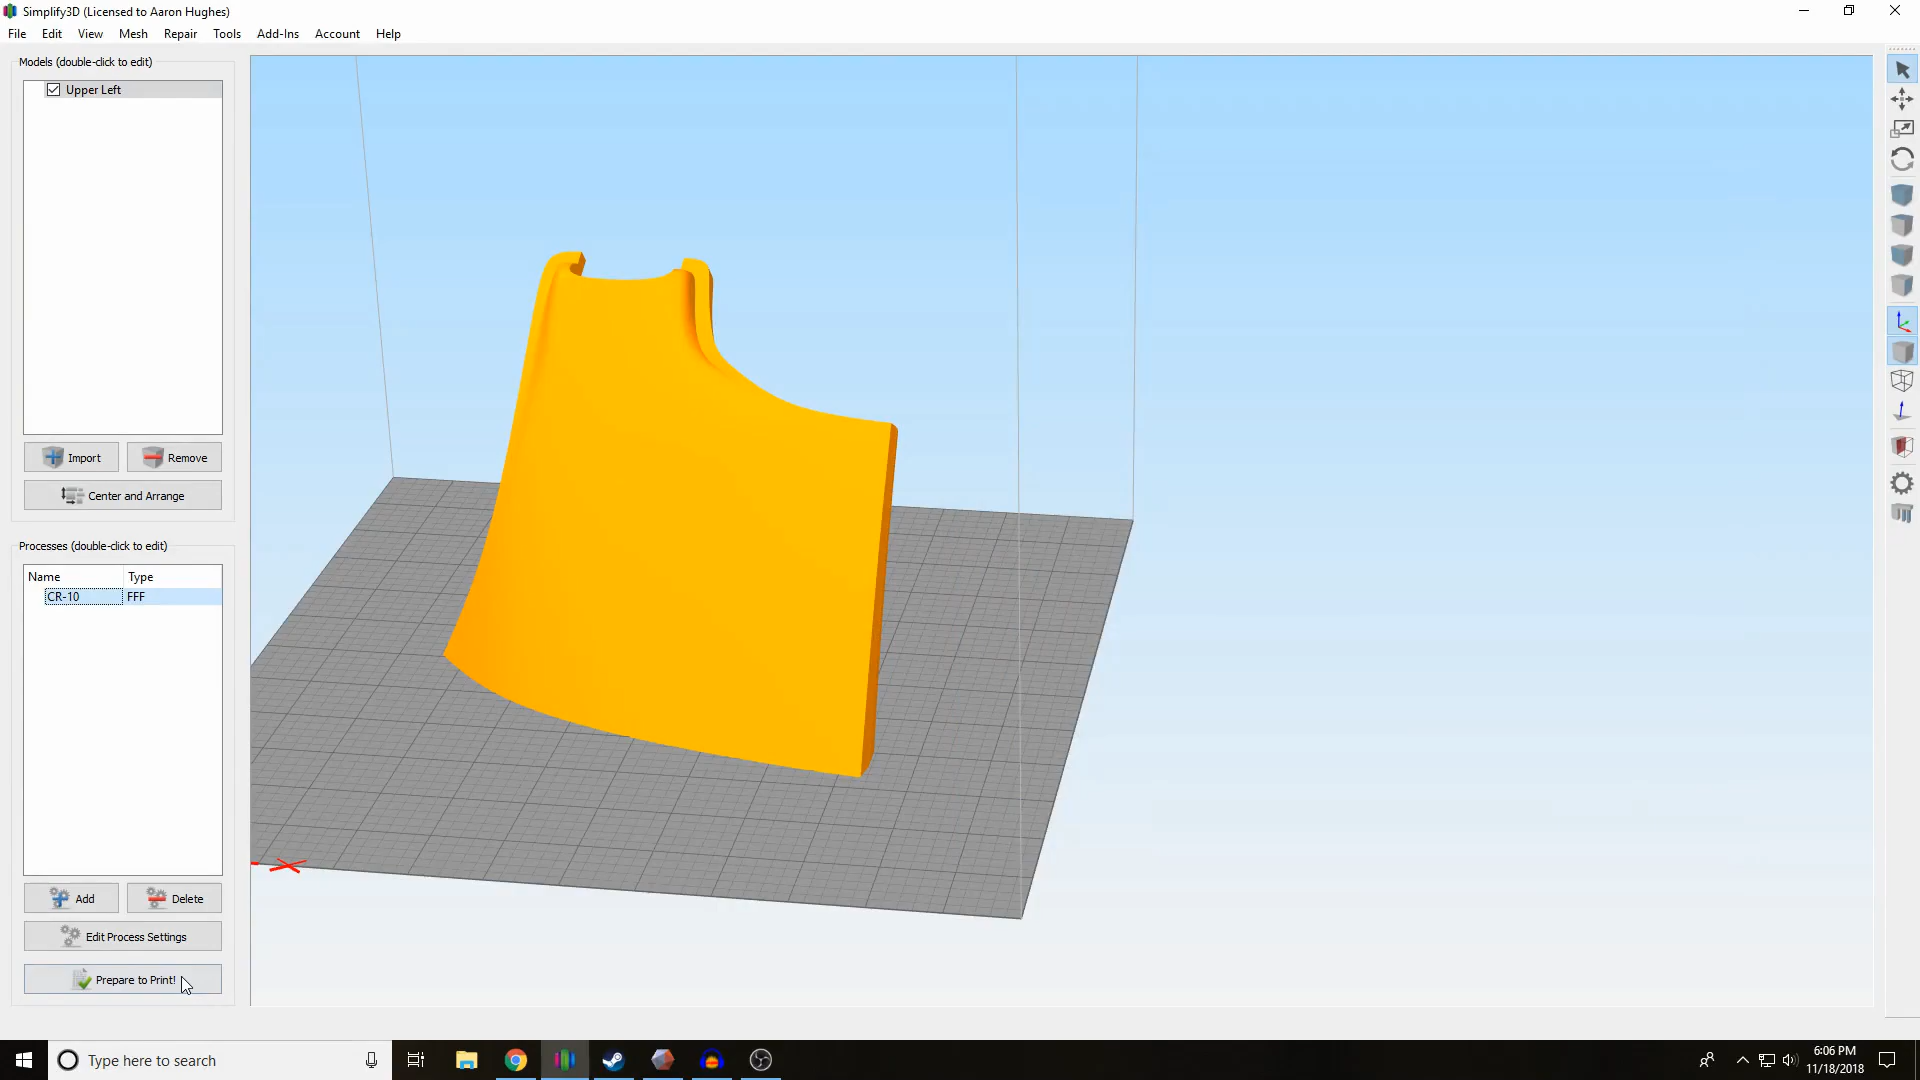 Simplify3D (Licensed to Aaron Hughes)
File Edit View Mesh Repair Tools Add-Ins Account Help
Models (double-click to edit)
Upper Left
Import Remove
Center and Arrange
Processes (double-click to edit)
Name Type
CR-10 FFF
Add Delete
Edit Process Settings
Prepare to Print!
Type here to search
6:06 PM
11/18/2018